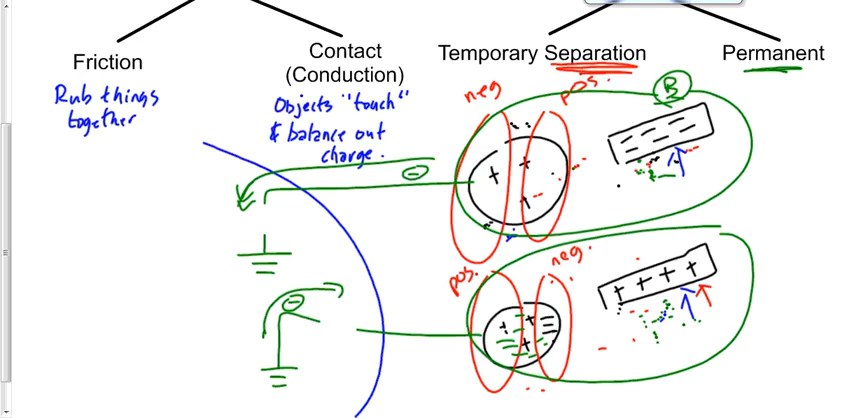 Friction
Rub things
together
Contact
(Conduction)
Objects "touch"
& balance out
charge.
Temporary Separation
Permanent
neg
pos.
B
pos.
neg.